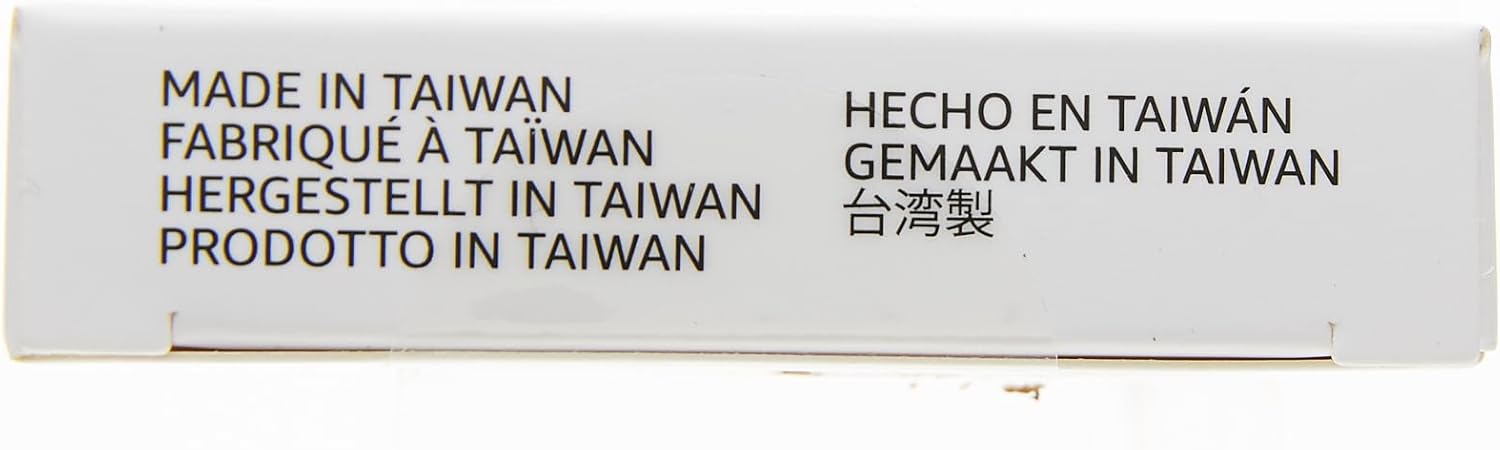 MADE IN TAIWAN
FABRIQUÉ À TAÏWAN
HERGESTELLT IN TAIWAN
PRODOTTO IN TAIWAN
HECHO EN TAIWÁN
GEMAAKT IN TAIWAN
台湾製